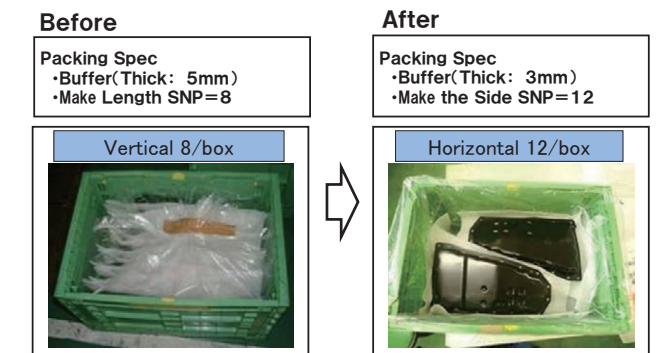 Before
Packing Spec
・Buffer（Thick： 5mm）
・Make Length SNP＝8
Vertical 8/box
After
Packing Spec
・Buffer（Thick： 3mm）
・Make the Side SNP＝12
Horizontal 12/box